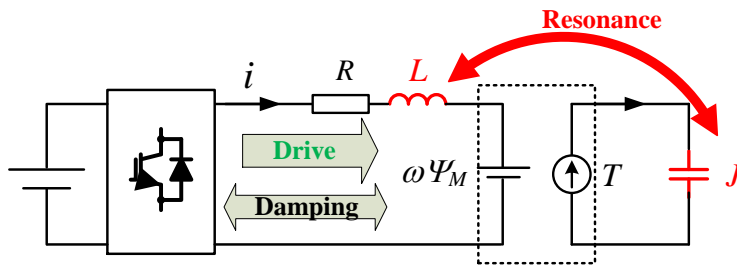 Resonance
i
R
L
Drive
Damping
ωΨ_M
T
J